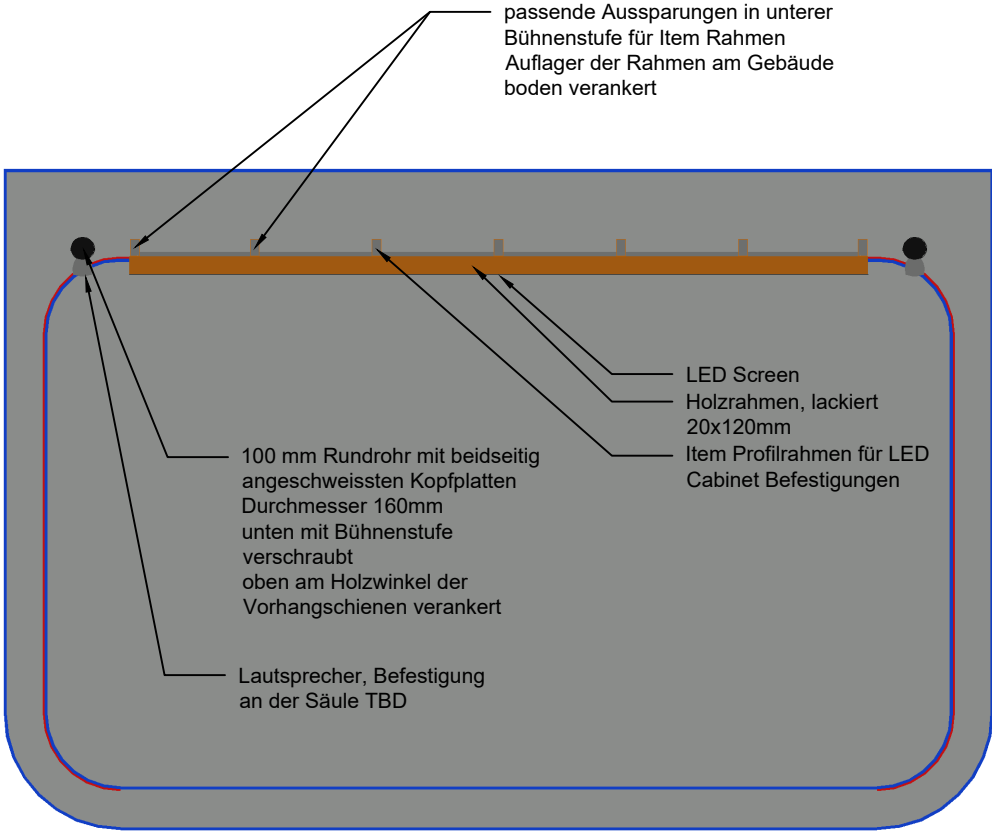 passende Aussparungen in unterer
Bühnenstufe für Item Rahmen
Auflager der Rahmen am Gebäude
boden verankert
LED Screen
Holzrahmen, lackiert
20x120mm
Item Profilrahmen für LED
Cabinet Befestigungen
100 mm Rundrohr mit beidseitig
angeschweissten Kopfplatten
Durchmesser 160mm
unten mit Bühnenstufe
verschraubt
oben am Holzwinkel der
Vorhangschienen verankert
Lautsprecher, Befestigung
an der Säule TBD